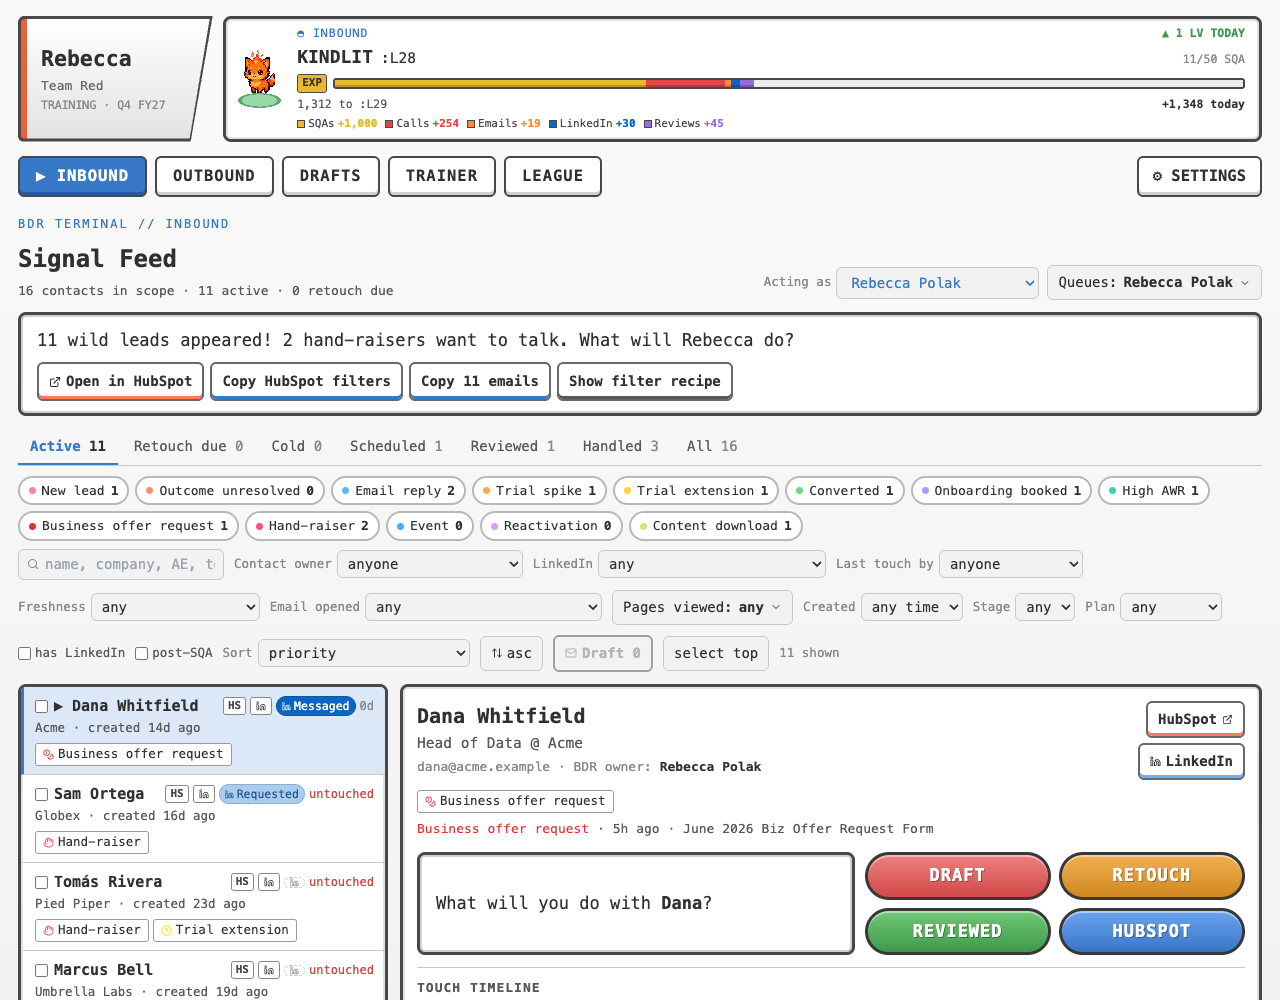 Rebecca
Team Red
TRAINING · Q4 FY27
INBOUND
▲ 1 LV TODAY
KINDLIT :L28
11/50 SQA
EXP
1,312 to :L29
+1,348 today
SQAs +1,000 Calls +254 Emails +19 LinkedIn +30 Reviews +45
▶ INBOUND
OUTBOUND
DRAFTS
TRAINER
LEAGUE
⚙ SETTINGS
BDR TERMINAL // INBOUND
Signal Feed
16 contacts in scope · 11 active · 0 retouch due
Acting as Rebecca Polak
Queues: Rebecca Polak
11 wild leads appeared! 2 hand-raisers want to talk. What will Rebecca do?
Open in HubSpot
Copy HubSpot filters
Copy 11 emails
Show filter recipe
Active 11
Retouch due 0
Cold 0
Scheduled 1
Reviewed 1
Handled 3
All 16
New lead 1
Outcome unresolved 0
Email reply 2
Trial spike 1
Trial extension 1
Converted 1
Onboarding booked 1
High AWR 1
Business offer request 1
Hand-raiser 2
Event 0
Reactivation 0
Content download 1
name, company, AE, t
Contact owner anyone
LinkedIn any
Last touch by anyone
Freshness any
Email opened any
Pages viewed: any
Created any time
Stage any
Plan any
has LinkedIn
post-SQA
Sort priority
asc
Draft 0
select top
11 shown
▶ Dana Whitfield HS Messaged 0d
Acme · created 14d ago
Business offer request
Sam Ortega HS Requested untouched
Globex · created 16d ago
Hand-raiser
Tomás Rivera HS untouched
Pied Piper · created 23d ago
Hand-raiser Trial extension
Marcus Bell HS untouched
Umbrella Labs · created 19d ago
Dana Whitfield
Head of Data @ Acme
dana@acme.example · BDR owner: Rebecca Polak
HubSpot
LinkedIn
Business offer request
Business offer request · 5h ago · June 2026 Biz Offer Request Form
What will you do with Dana?
DRAFT
RETOUCH
REVIEWED
HUBSPOT
TOUCH TIMELINE